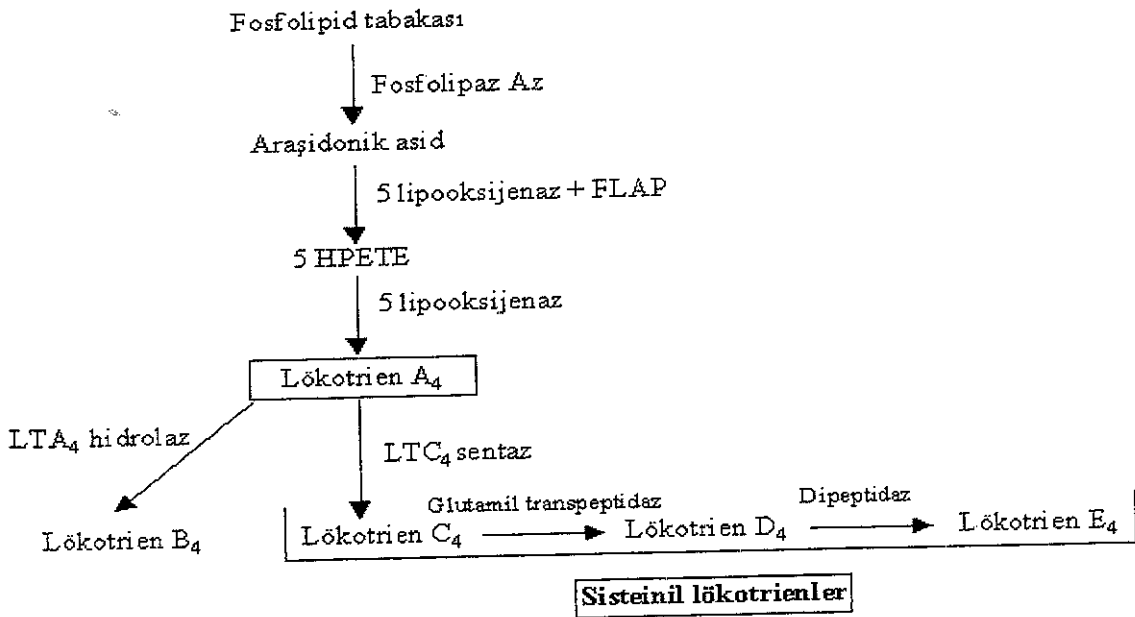 Fosfolipid tabakası
Fosfolipaz Az
Araşidonik asid
5 lipooksijenaz + FLAP
5 HPETE
5 lipooksijenaz
Lökotrien A₄
LTA₄ hidrolaz
LTC₄ sentaz
Lökotrien B₄
Lökotrien C₄
Glutamil transpeptidaz
Lökotrien D₄
Dipeptidaz
Lökotrien E₄
Sisteinil lökotrienler